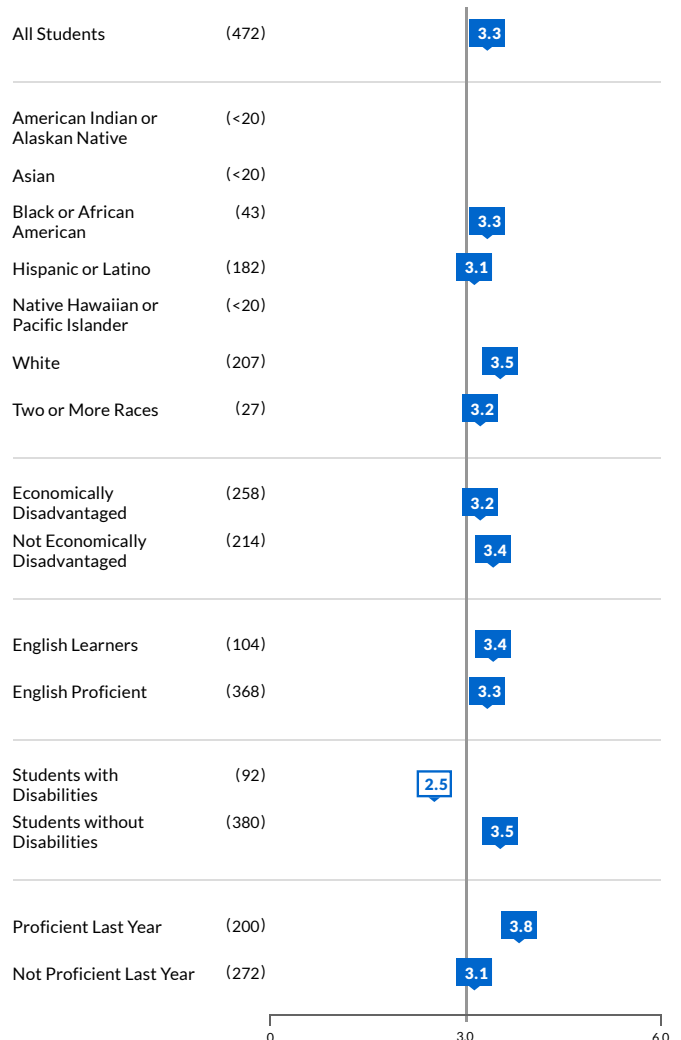 All Students (472) 3.3
American Indian or
Alaskan Native (<20)
Asian (<20)
Black or African
American (43) 3.3
Hispanic or Latino (182) 3.1
Native Hawaiian or
Pacific Islander (<20)
White (207) 3.5
Two or More Races (27) 3.2
Economically
Disadvantaged (258) 3.2
Not Economically
Disadvantaged (214) 3.4
English Learners (104) 3.4
English Proficient (368) 3.3
Students with
Disabilities (92) 2.5
Students without
Disabilities (380) 3.5
Proficient Last Year (200) 3.8
Not Proficient Last Year (272) 3.1
0 3.0 6.0